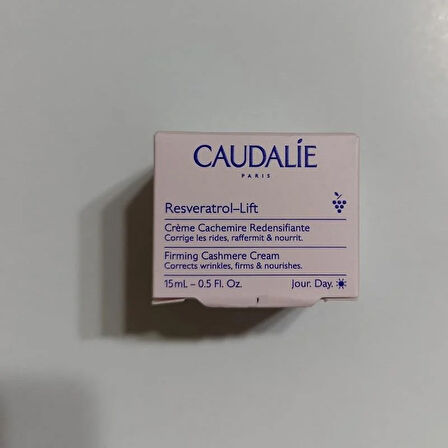 CAUDALÍE
PARIS
Resveratrol–Lift
Crème Cachemire Redensifiante
Corrige les rides, raffermit & nourrit.
Firming Cashmere Cream
Corrects wrinkles, firms & nourishes.
15mL – 0.5 Fl. Oz. Jour. Day.